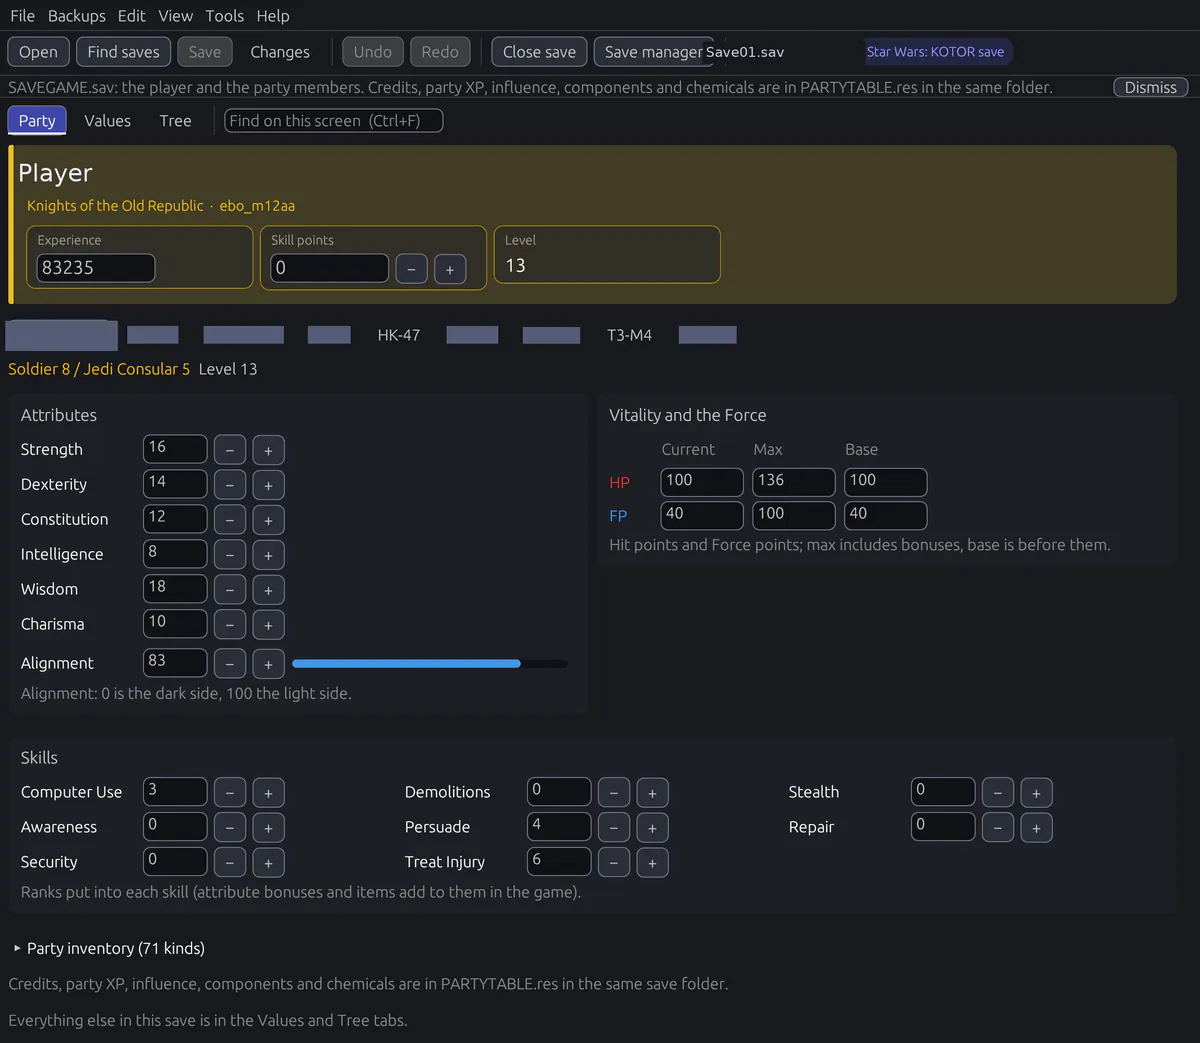 File Backups Edit View Tools Help
Open Find saves Save Changes Undo Redo Close save Save manager Save01.sav Star Wars: KOTOR save
SAVEGAME.sav: the player and the party members. Credits, party XP, influence, components and chemicals are in PARTYTABLE.res in the same folder. Dismiss
Party Values Tree Find on this screen (Ctrl+F)
Player
Knights of the Old Republic · ebo_m12aa
Experience Skill points Level
83235 0 − + 13
HK-47 T3-M4
Soldier 8 / Jedi Consular 5 Level 13
Attributes
Strength 16 − +
Dexterity 14 − +
Constitution 12 − +
Intelligence 8 − +
Wisdom 18 − +
Charisma 10 − +
Alignment 83 − +
Alignment: 0 is the dark side, 100 the light side.
Vitality and the Force
Current Max Base
HP 100 136 100
FP 40 100 40
Hit points and Force points; max includes bonuses, base is before them.
Skills
Computer Use 3 − + Demolitions 0 − + Stealth 0 − +
Awareness 0 − + Persuade 4 − + Repair 0 − +
Security 0 − + Treat Injury 6 − +
Ranks put into each skill (attribute bonuses and items add to them in the game).
▸ Party inventory (71 kinds)
Credits, party XP, influence, components and chemicals are in PARTYTABLE.res in the same save folder.
Everything else in this save is in the Values and Tree tabs.